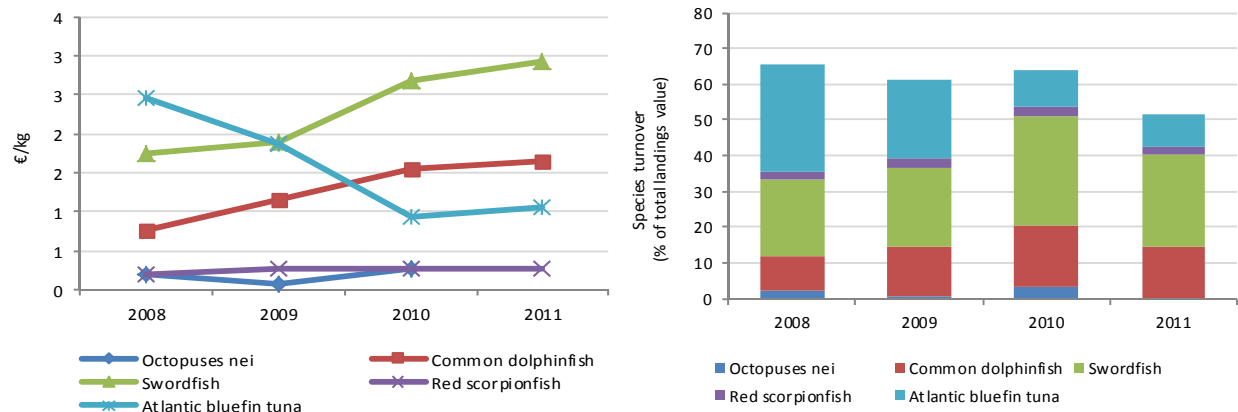 4
3
3
2
2
1
1
0
€/kg
2008 2009 2010 2011
Octopuses nei Common dolphinfish
Swordfish Red scorpionfish
Atlantic bluefin tuna
80
70
60
50
40
30
20
10
0
Species turnover
(% of total landings value)
2008 2009 2010 2011
Octopuses nei Common dolphinfish Swordfish
Red scorpionfish Atlantic bluefin tuna